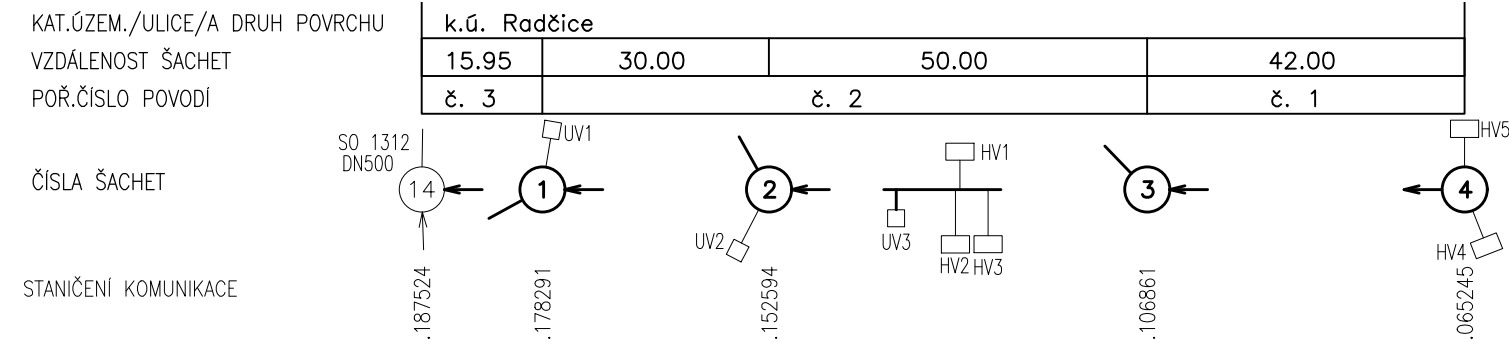 KAT.ÚZEM./ULICE/A DRUH POVRCHU k.ú. Radčice
VZDÁLENOST ŠACHET 15.95 30.00 50.00 42.00
POŘ.ČÍSLO POVODÍ č. 3 č. 2 č. 1
SO 1312
DN500
UV1
HV1
HV5
ČÍSLA ŠACHET 14 1 2 3 4
UV2 UV3 HV2 HV3 HV4
STANIČENÍ KOMUNIKACE .187524 .178291 .152594 .106861 .065245